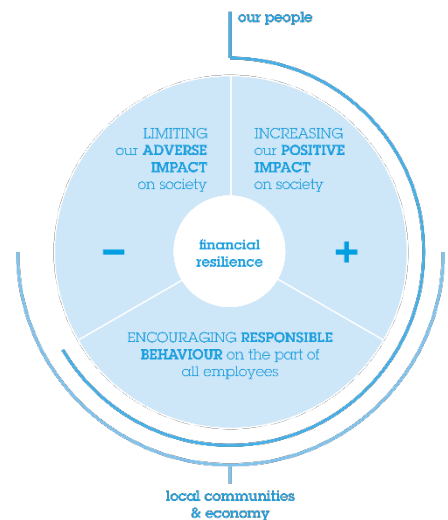 our people
LIMITING
our ADVERSE
IMPACT
on society
INCREASING
our POSITIVE
IMPACT
on society
–
financial
resilience
+
ENCOURAGING RESPONSIBLE
BEHAVIOUR on the part of
all employees
local communities
& economy